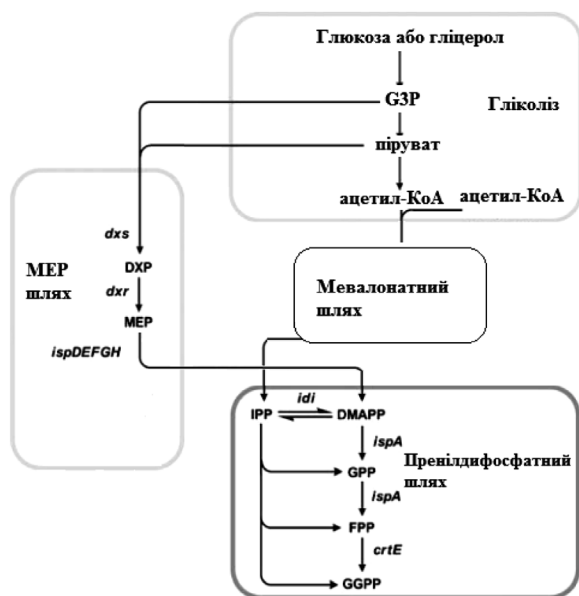 Глюкоза або гліцерол
G3P
Гліколіз
піруват
ацетил-КоА
ацетил-КоА
dxs
МЕР
шлях
DXP
dxr
MEP
ispDEFGH
Мевалонатний
шлях
idi
IPP
DMAPP
ispA
GPP
Пренілдифосфатний
шлях
ispA
FPP
crtE
GGPP